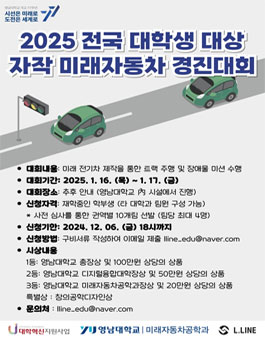 시선은 미래로
도전은 세계로
2025 전국 대학생 대상
자작 미래자동차 경진대회
• 대회내용: 미래 전기차 제작을 통한 트랙 주행 및 장애물 미션 수행
• 대회기간: 2025. 1. 16. (목) ~ 1. 17. (금)
• 대회장소: 추후 안내 (영남대학교 內 시설에서 진행)
• 신청자격: 재학중인 학부생 (타 대학과 팀원 구성 가능)
* 사전 심사를 통한 권역별 10개팀 선발 (팀당 최대 4명)
• 신청기한: 2024. 12. 06. (금) 18시까지
• 신청방법: 구비서류 작성하여 이메일 제출 lline_edu@naver.com
• 시상내용
1등: 영남대학교 총장상 및 100만원 상당의 상품
2등: 영남대학교 디지털융합대학장상 및 50만원 상당의 상품
3등: 영남대학교 미래자동차공학과장상 및 20만원 상당의 상품
특별상 : 창의공학디자인상
• 문의처 : lline_edu@naver.com
대학혁신지원사업
영남대학교 | 미래자동차공학과
L.LINE